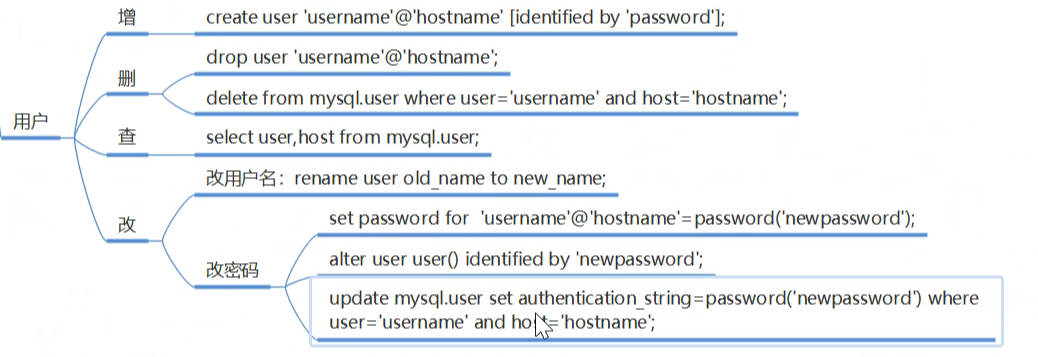 增
create user 'username'@'hostname' [identified by 'password'];
drop user 'username'@'hostname';
删
delete from mysql.user where user='username' and host='hostname';
用户
查
select user,host from mysql.user;
改用户名：rename user old_name to new_name;
改
set password for 'username'@'hostname'=password('newpassword');
alter user user() identified by 'newpassword';
改密码
update mysql.user set authentication_string=password('newpassword') where
user='username' and host='hostname';